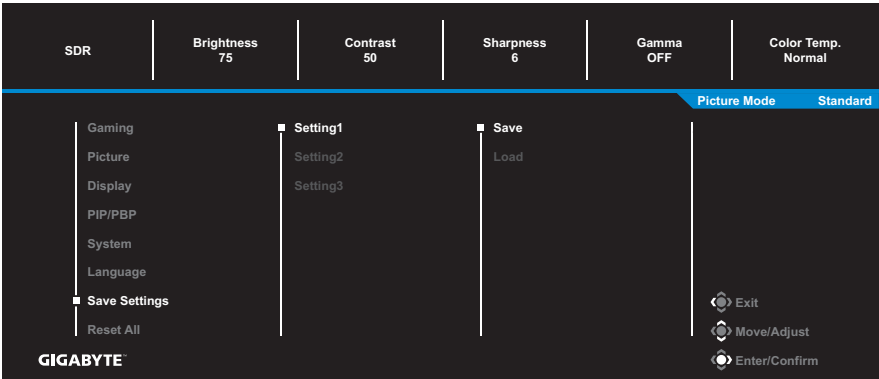 SDR
Brightness
75
Contrast
50
Sharpness
6
Gamma
OFF
Color Temp.
Normal
Picture Mode Standard
Gaming
Picture
Display
PIP/PBP
System
Language
Save Settings
Reset All
Setting1
Setting2
Setting3
Save
Load
Exit
Move/Adjust
Enter/Confirm
GIGABYTE™